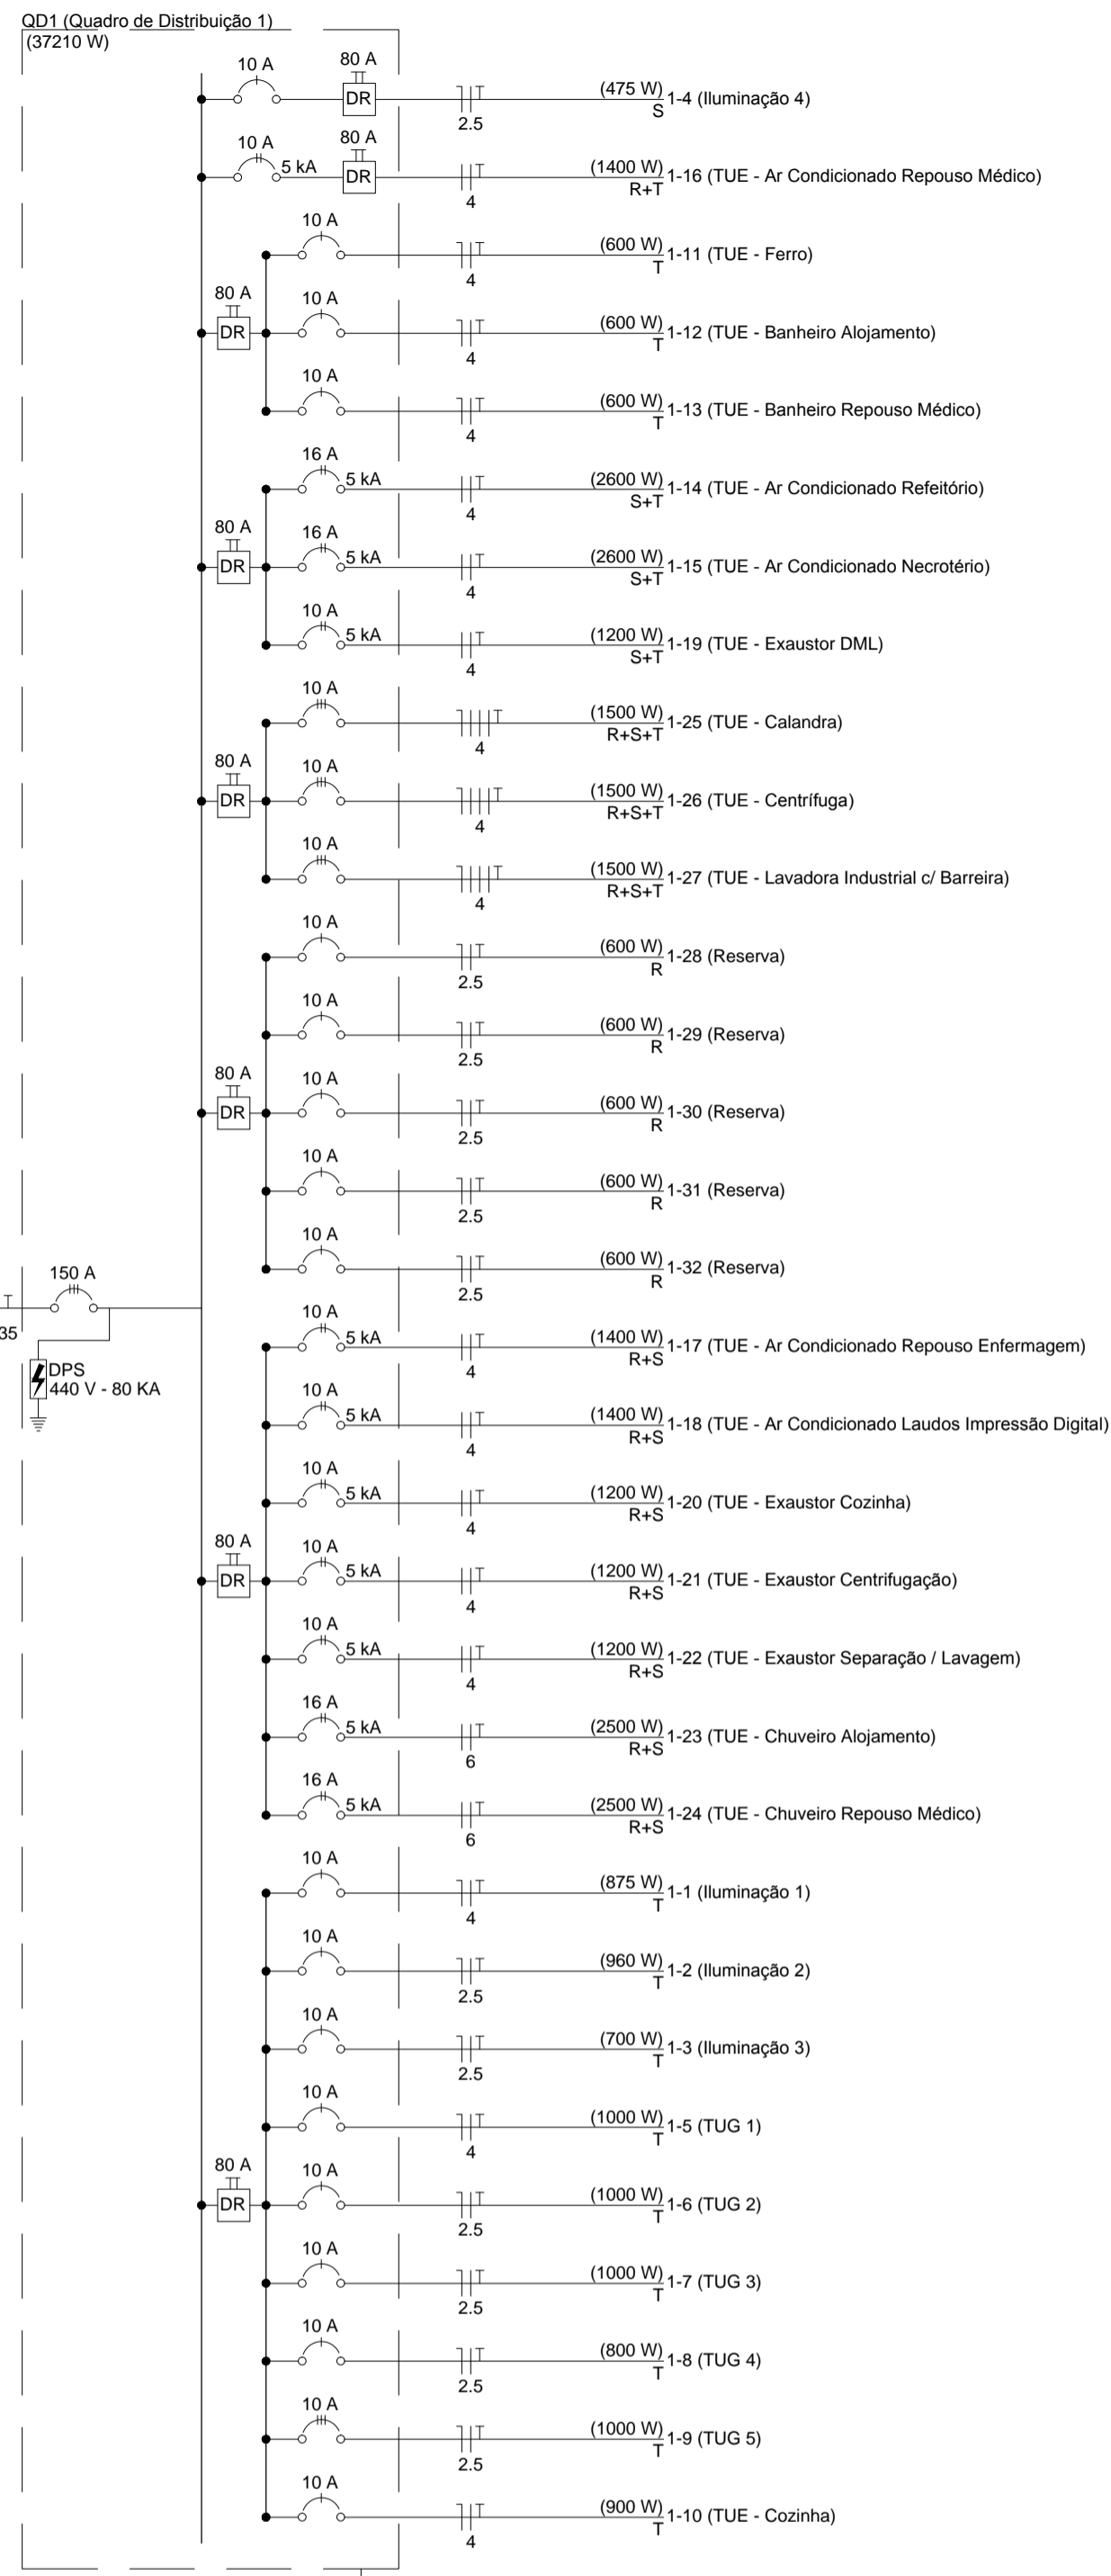 QD1 (Quadro de Distribuição 1)
(37210 W)
10 A
80 A
DR
2.5
(475 W)
S
1-4 (Iluminação 4)
10 A
5 kA
80 A
DR
4
(1400 W)
R+T
1-16 (TUE - Ar Condicionado Repouso Médico)
10 A
4
(600 W)
T
1-11 (TUE - Ferro)
80 A
DR
10 A
4
(600 W)
T
1-12 (TUE - Banheiro Alojamento)
10 A
4
(600 W)
T
1-13 (TUE - Banheiro Repouso Médico)
16 A
5 kA
4
(2600 W)
S+T
1-14 (TUE - Ar Condicionado Refeitório)
80 A
DR
16 A
5 kA
4
(2600 W)
S+T
1-15 (TUE - Ar Condicionado Necrotério)
10 A
5 kA
4
(1200 W)
S+T
1-19 (TUE - Exaustor DML)
10 A
4
(1500 W)
R+S+T
1-25 (TUE - Calandra)
80 A
DR
10 A
4
(1500 W)
R+S+T
1-26 (TUE - Centrífuga)
10 A
4
(1500 W)
R+S+T
1-27 (TUE - Lavadora Industrial c/ Barreira)
10 A
2.5
(600 W)
R
1-28 (Reserva)
10 A
2.5
(600 W)
R
1-29 (Reserva)
80 A
DR
10 A
2.5
(600 W)
R
1-30 (Reserva)
10 A
2.5
(600 W)
R
1-31 (Reserva)
10 A
2.5
(600 W)
R
1-32 (Reserva)
150 A
35
DPS
440 V - 80 KA
10 A
5 kA
4
(1400 W)
R+S
1-17 (TUE - Ar Condicionado Repouso Enfermagem)
10 A
5 kA
4
(1400 W)
R+S
1-18 (TUE - Ar Condicionado Laudos Impressão Digital)
10 A
5 kA
4
(1200 W)
R+S
1-20 (TUE - Exaustor Cozinha)
80 A
DR
10 A
5 kA
4
(1200 W)
R+S
1-21 (TUE - Exaustor Centrifugação)
10 A
5 kA
4
(1200 W)
R+S
1-22 (TUE - Exaustor Separação / Lavagem)
16 A
5 kA
6
(2500 W)
R+S
1-23 (TUE - Chuveiro Alojamento)
16 A
5 kA
6
(2500 W)
R+S
1-24 (TUE - Chuveiro Repouso Médico)
10 A
4
(875 W)
T
1-1 (Iluminação 1)
10 A
2.5
(960 W)
T
1-2 (Iluminação 2)
10 A
2.5
(700 W)
T
1-3 (Iluminação 3)
10 A
4
(1000 W)
T
1-5 (TUG 1)
80 A
DR
10 A
2.5
(1000 W)
T
1-6 (TUG 2)
10 A
2.5
(1000 W)
T
1-7 (TUG 3)
10 A
2.5
(800 W)
T
1-8 (TUG 4)
10 A
2.5
(1000 W)
T
1-9 (TUG 5)
10 A
4
(900 W)
T
1-10 (TUE - Cozinha)